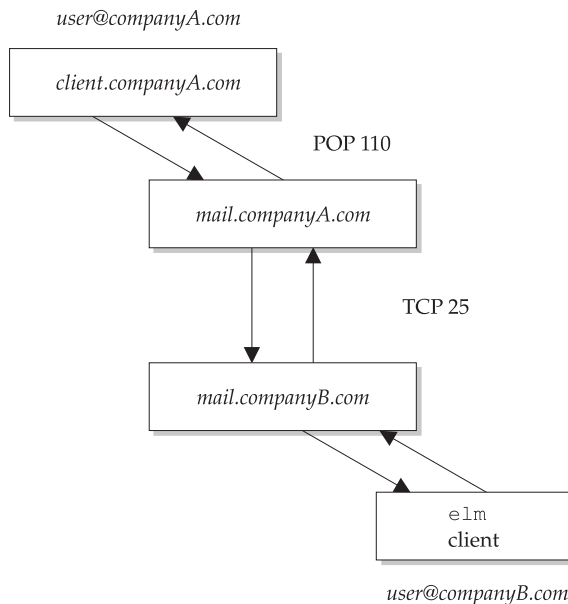 user@companyA.com
client.companyA.com
POP 110
mail.companyA.com
TCP 25
mail.companyB.com
elm
client
user@companyB.com